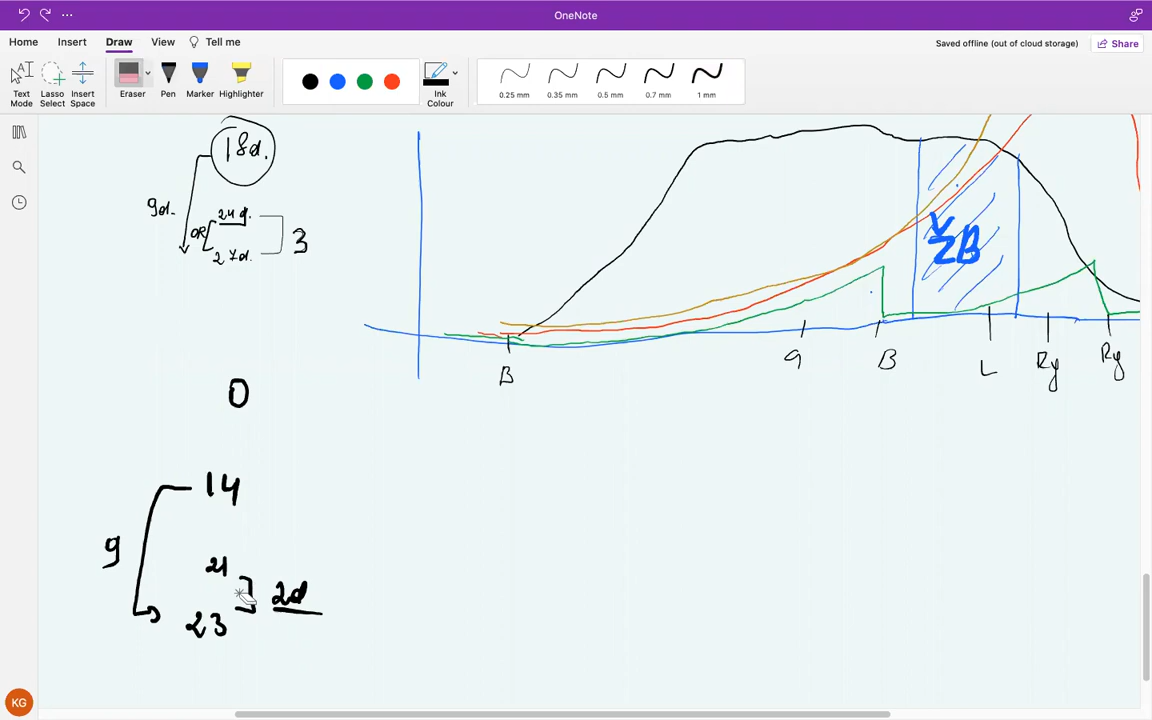 OneNote
Home Insert Draw View Tell me
Saved offline (out of cloud storage) Share
Text Mode
Lasso Select
Insert Space
Eraser
Pen
Marker
Highlighter
Ink Colour
0.25 mm
0.35 mm
0.5 mm
0.7 mm
1 mm
18d.
9d.
OR
24d.
27d.
3
B
9
B
L
Ry
Ry
0
14
9
21
23
2d
KG